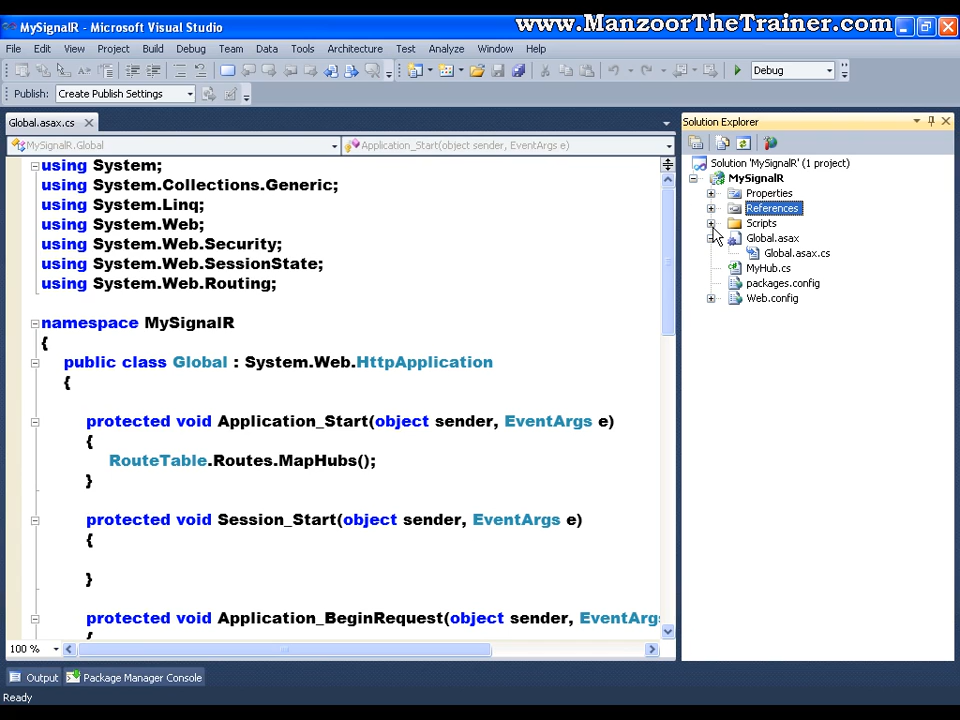 MySignalR - Microsoft Visual Studio
www.ManzoorTheTrainer.com
File Edit View Project Build Debug Team Data Tools Architecture Test Analyze Window Help
Debug
Publish: Create Publish Settings
Global.asax.cs
MySignalR.Global
Application_Start(object sender, EventArgs e)
using System;
using System.Collections.Generic;
using System.Linq;
using System.Web;
using System.Web.Security;
using System.Web.SessionState;
using System.Web.Routing;
namespace MySignalR
{
public class Global : System.Web.HttpApplication
{
protected void Application_Start(object sender, EventArgs e)
{
RouteTable.Routes.MapHubs();
}
protected void Session_Start(object sender, EventArgs e)
{
}
protected void Application_BeginRequest(object sender, EventArg
{
100 %
Solution Explorer
Solution 'MySignalR' (1 project)
MySignalR
Properties
References
Scripts
Global.asax
Global.asax.cs
MyHub.cs
packages.config
Web.config
Output
Package Manager Console
Ready